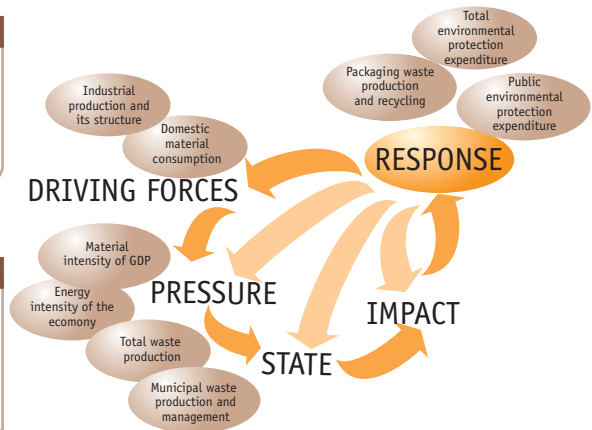 Total
environmental
protection
expenditure
Packaging waste
production
and recycling
Public
environmental
protection
expenditure
Industrial
production and
its structure
Domestic
material
consumption
RESPONSE
DRIVING FORCES
Material
intensity of GDP
Energy
intensity of the
ecomony
PRESSURE
IMPACT
Total waste
production
STATE
Municipal waste
production and
management